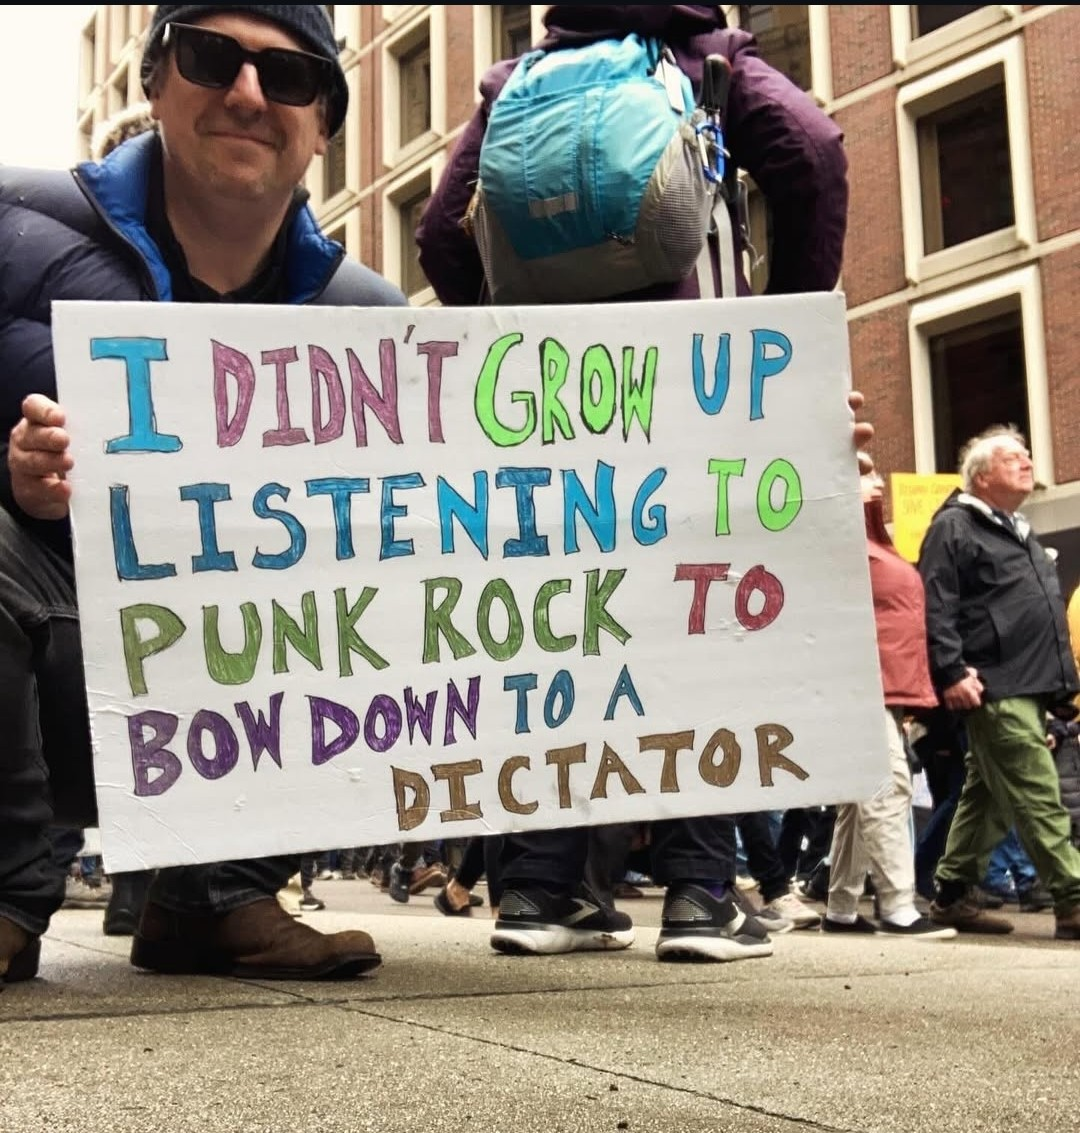 I DIDN'T GROW UP
LISTENING TO
PUNK ROCK TO
BOW DOWN TO A
DICTATOR